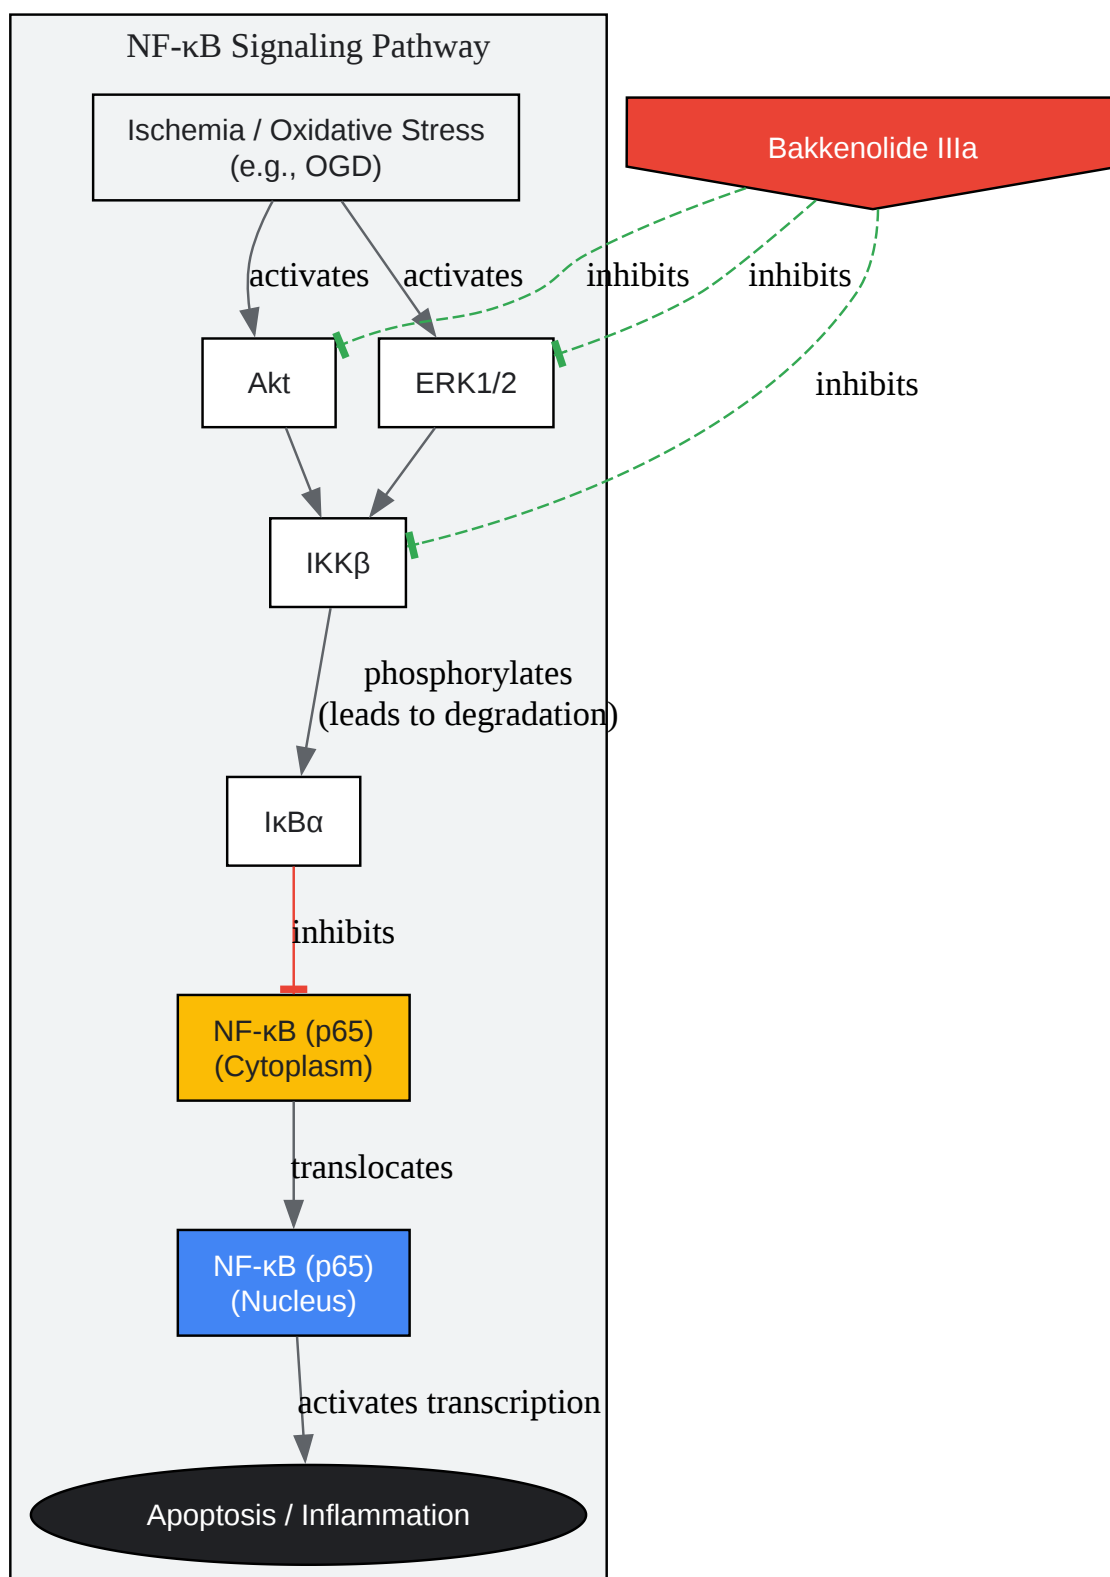 NF-κB Signaling Pathway
Ischemia / Oxidative Stress
(e.g., OGD)
Bakkenolide IIIa
activates
activates
inhibits
inhibits
Akt
ERK1/2
inhibits
IKKβ
phosphorylates
(leads to degradation)
IκBα
inhibits
NF-κB (p65)
(Cytoplasm)
translocates
NF-κB (p65)
(Nucleus)
activates transcription
Apoptosis / Inflammation